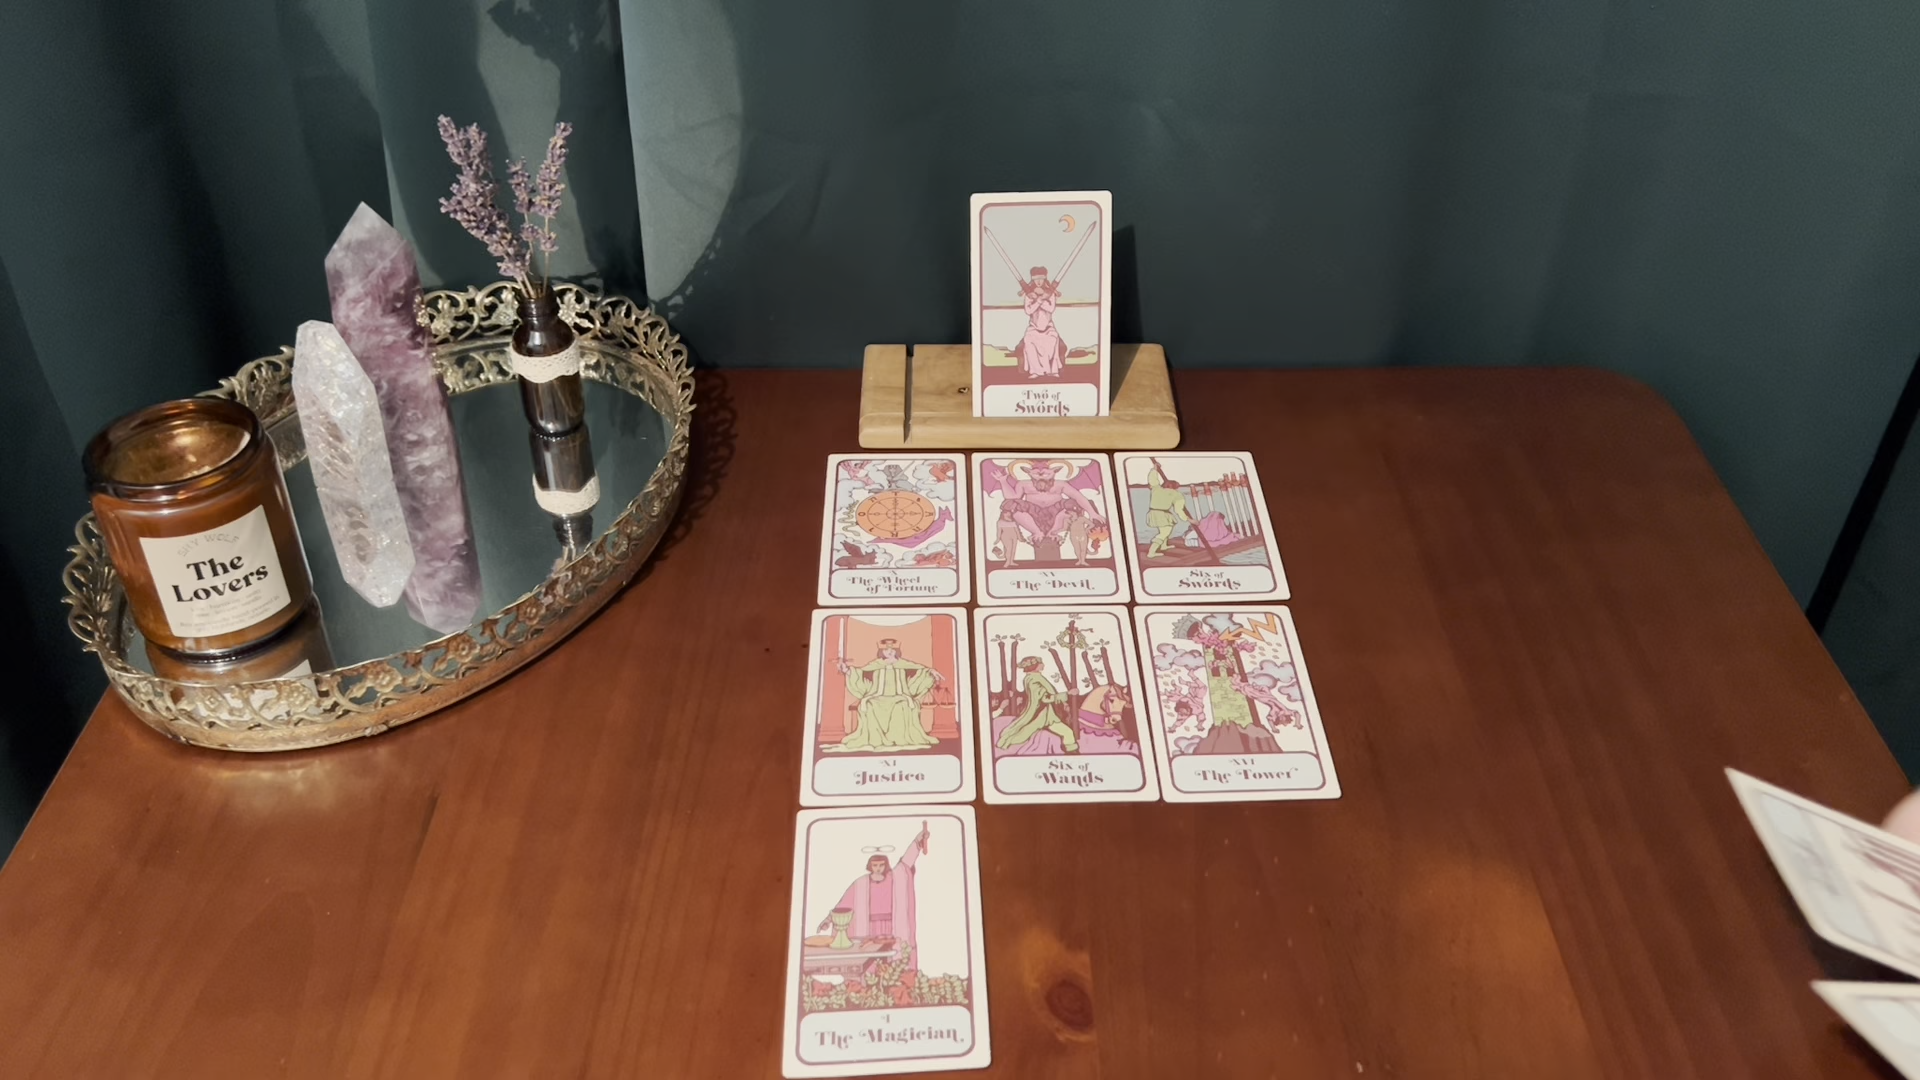 Two of
Swords
X
The Wheel
of Fortune
XV
The Devil
Six of
Swords
XI
Justice
Six of
Wands
XVI
The Tower
I
The Magician
SHY WOLF
The
Lovers